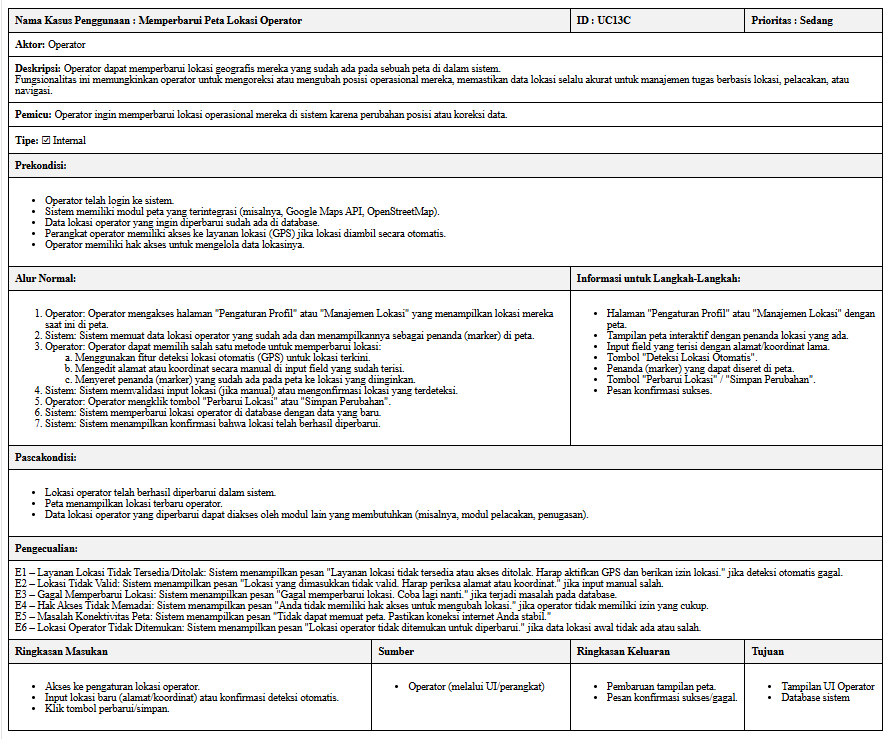 Nama Kasus Penggunaan : Memperbarui Peta Lokasi Operator
ID : UC13C
Prioritas : Sedang
Aktor: Operator
Deskripsi: Operator dapat memperbarui lokasi geografis mereka yang sudah ada pada sebuah peta di dalam sistem.
Fungsionalitas ini memungkinkan operator untuk mengoreksi atau mengubah posisi operasional mereka, memastikan data lokasi selalu akurat untuk manajemen tugas berbasis lokasi, pelacakan, atau
navigasi.
Pemicu: Operator ingin memperbarui lokasi operasional mereka di sistem karena perubahan posisi atau koreksi data.
Tipe: ☑ Internal
Prekondisi:
• Operator telah login ke sistem.
• Sistem memiliki modul peta yang terintegrasi (misalnya, Google Maps API, OpenStreetMap).
• Data lokasi operator yang ingin diperbarui sudah ada di database.
• Perangkat operator memiliki akses ke layanan lokasi (GPS) jika lokasi diambil secara otomatis.
• Operator memiliki hak akses untuk mengelola data lokasinya.
Alur Normal:
1. Operator: Operator mengakses halaman "Pengaturan Profil" atau "Manajemen Lokasi" yang menampilkan lokasi mereka
saat ini di peta.
2. Sistem: Sistem memuat data lokasi operator yang sudah ada dan menampilkannya sebagai penanda (marker) di peta.
3. Operator: Operator dapat memilih salah satu metode untuk memperbarui lokasi:
a. Menggunakan fitur deteksi lokasi otomatis (GPS) untuk lokasi terkini.
b. Mengedit alamat atau koordinat secara manual di input field yang sudah terisi.
c. Menyeret penanda (marker) yang sudah ada pada peta ke lokasi yang diinginkan.
4. Sistem: Sistem memvalidasi input lokasi (jika manual) atau mengonfirmasi lokasi yang terdeteksi.
5. Operator: Operator mengklik tombol "Perbarui Lokasi" atau "Simpan Perubahan".
6. Sistem: Sistem memperbarui lokasi operator di database dengan data yang baru.
7. Sistem: Sistem menampilkan konfirmasi bahwa lokasi telah berhasil diperbarui.
Informasi untuk Langkah-Langkah:
• Halaman "Pengaturan Profil" atau "Manajemen Lokasi" dengan
peta.
• Tampilan peta interaktif dengan penanda lokasi yang ada.
• Input field yang terisi dengan alamat/koordinat lama.
• Tombol "Deteksi Lokasi Otomatis".
• Penanda (marker) yang dapat diseret di peta.
• Tombol "Perbarui Lokasi" / "Simpan Perubahan".
• Pesan konfirmasi sukses.
Pascakondisi:
• Lokasi operator telah berhasil diperbarui dalam sistem.
• Peta menampilkan lokasi terbaru operator.
• Data lokasi operator yang diperbarui dapat diakses oleh modul lain yang membutuhkan (misalnya, modul pelacakan, penugasan).
Pengecualian:
E1 – Layanan Lokasi Tidak Tersedia/Ditolak: Sistem menampilkan pesan "Layanan lokasi tidak tersedia atau akses ditolak. Harap aktifkan GPS dan berikan izin lokasi." jika deteksi otomatis gagal.
E2 – Lokasi Tidak Valid: Sistem menampilkan pesan "Lokasi yang dimasukkan tidak valid. Harap periksa alamat atau koordinat." jika input manual salah.
E3 – Gagal Memperbarui Lokasi: Sistem menampilkan pesan "Gagal memperbarui lokasi. Coba lagi nanti." jika terjadi masalah pada database.
E4 – Hak Akses Tidak Memadai: Sistem menampilkan pesan "Anda tidak memiliki hak akses untuk mengubah lokasi." jika operator tidak memiliki izin yang cukup.
E5 – Masalah Konektivitas Peta: Sistem menampilkan pesan "Tidak dapat memuat peta. Pastikan koneksi internet Anda stabil."
E6 – Lokasi Operator Tidak Ditemukan: Sistem menampilkan pesan "Lokasi operator tidak ditemukan untuk diperbarui." jika data lokasi awal tidak ada atau salah.
Ringkasan Masukan
Sumber
Ringkasan Keluaran
Tujuan
• Akses ke pengaturan lokasi operator.
• Input lokasi baru (alamat/koordinat) atau konfirmasi deteksi otomatis.
• Klik tombol perbarui/simpan.
• Operator (melalui UI/perangkat)
• Pembaruan tampilan peta.
• Pesan konfirmasi sukses/gagal.
• Tampilan UI Operator
• Database sistem